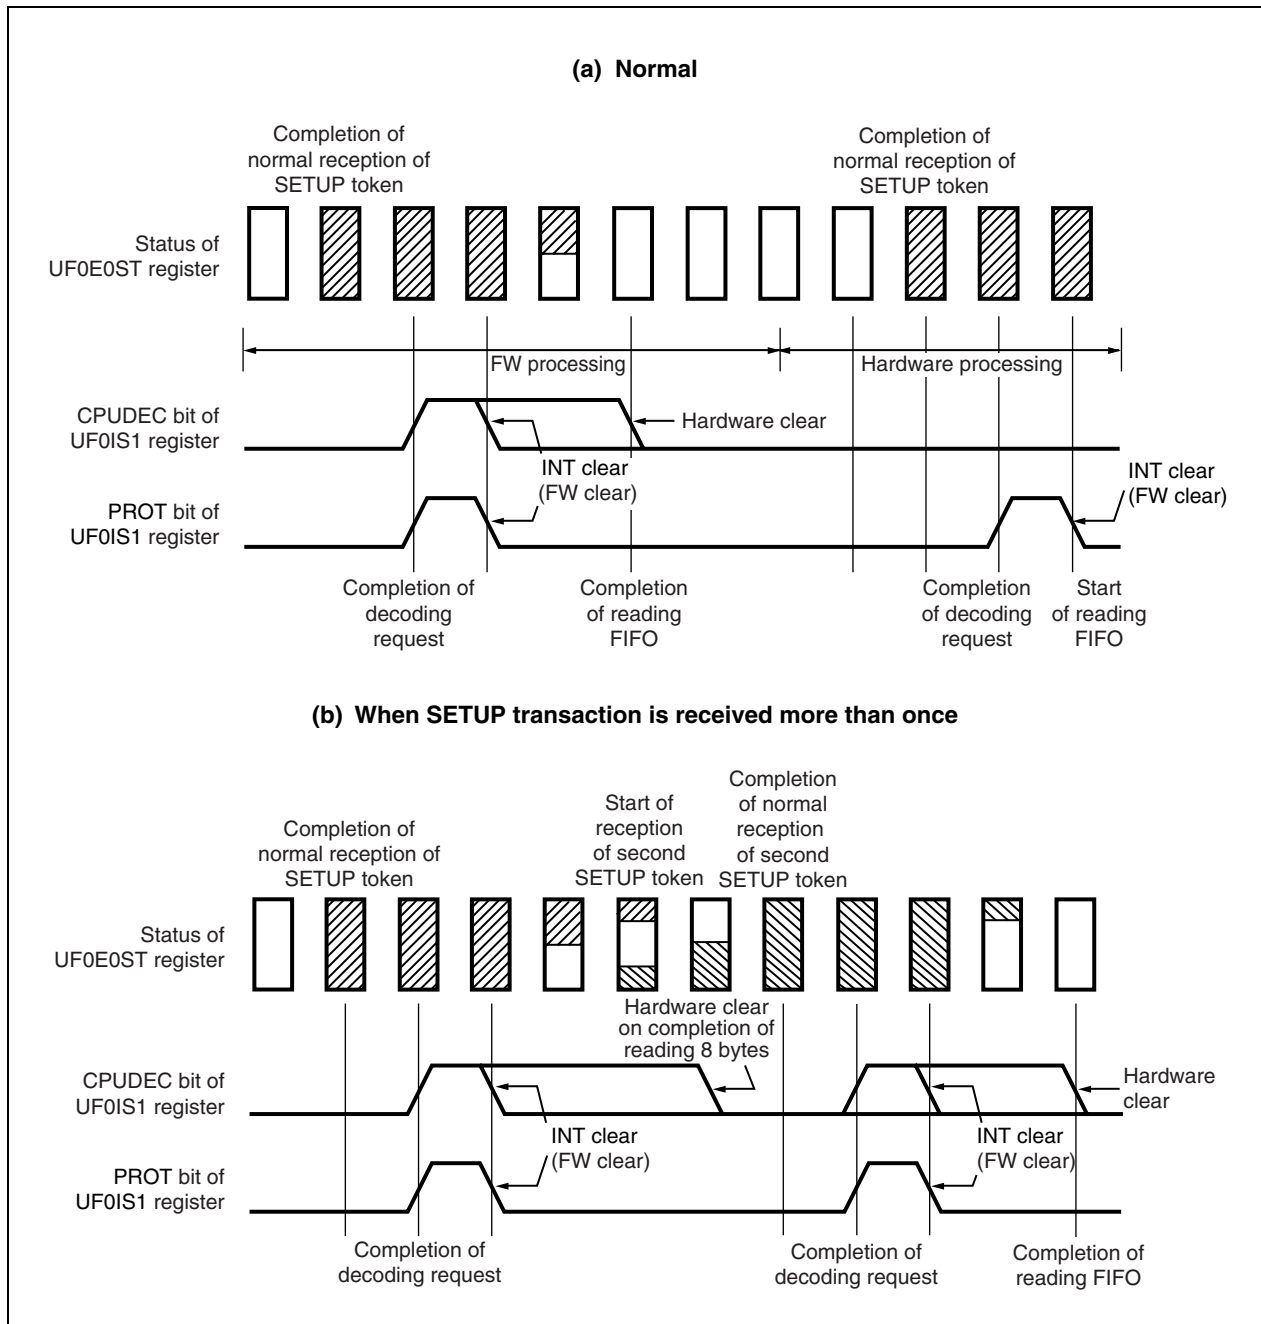 (a) Normal
Completion of
normal reception of
SETUP token
Completion of
normal reception of
SETUP token
Status of
UF0E0ST register
FW processing
Hardware processing
CPUDEC bit of
UF0IS1 register
Hardware clear
INT clear
(FW clear)
INT clear
(FW clear)
PROT bit of
UF0IS1 register
Completion of
decoding
request
Completion
of reading
FIFO
Completion
of decoding
request
Start
of reading
FIFO
(b) When SETUP transaction is received more than once
Completion of
normal reception of
SETUP token
Start of
reception
of second
SETUP token
Completion
of normal
reception
of second
SETUP token
Status of
UF0E0ST register
Hardware clear
on completion of
reading 8 bytes
CPUDEC bit of
UF0IS1 register
Hardware
clear
INT clear
(FW clear)
INT clear
(FW clear)
PROT bit of
UF0IS1 register
Completion of
decoding request
Completion of
decoding request
Completion of
reading FIFO